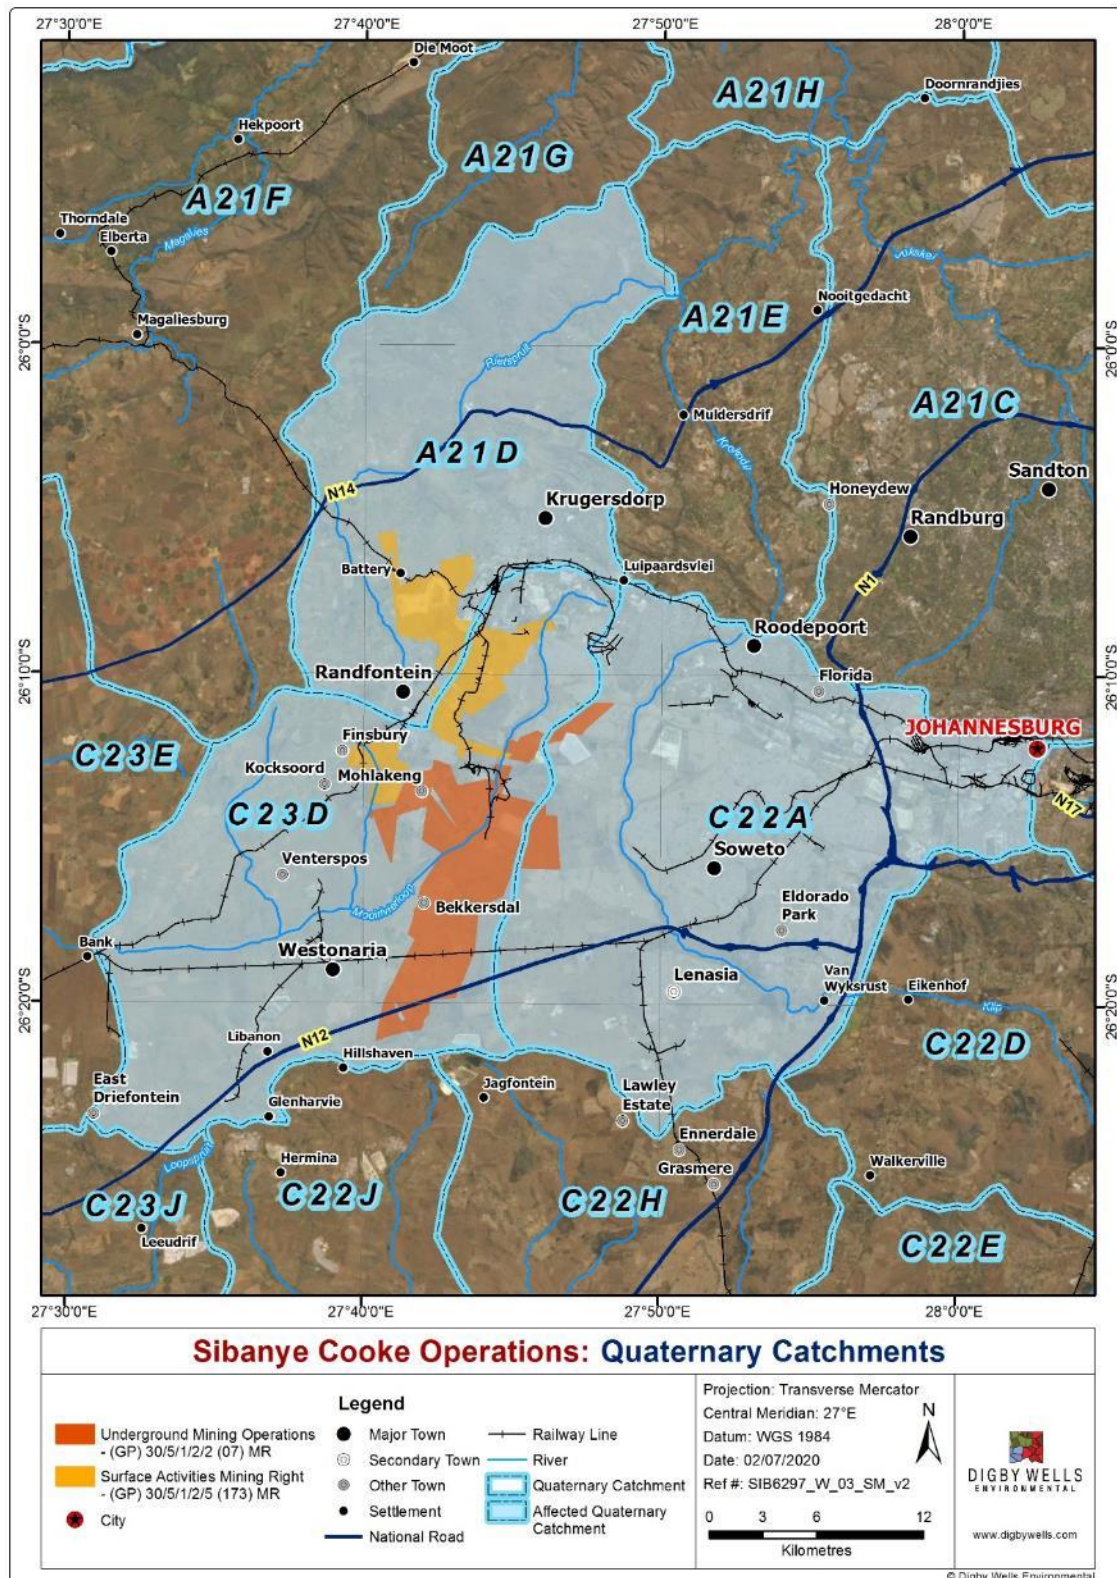 27°30'0"E
27°40'0"E
27°50'0"E
28°0'0"E
Die Moot
A21H
Doornrandjies
Hekpoort
A21G
A21F
Thorndale
Elberta
Magalies
Jukskei
Nooitgedacht
A21E
Magaliesburg
26°0'0"S
26°0'0"S
Rietspruit
A21C
Muldersdrif
A21D
Krokodil
Sandton
N14
Krugersdorp
Honeydew
Randburg
Battery
Luipaardsvlei
N1
Roodepoort
Randfontein
Florida
26°10'0"S
26°10'0"S
JOHANNESBURG
Finsbury
C23E
Kocksoord
Mohlakeng
C23D
C22A
N17
Soweto
Venterspos
Eldorado
Park
Mooirivierloop
Bekkersdal
Bank
Westonaria
Lenasia
Van
Wyksrust
Eikenhof
26°20'0"S
26°20'0"S
Klip
Libanon
N12
C22D
Hillshaven
East
Driefontein
Jagfontein
Lawley
Estate
Glenharvie
Ennerdale
Loopspruit
Hermina
Grasmere
Walkerville
C23J
C22J
C22H
Leeudrif
C22E
27°30'0"E
27°40'0"E
27°50'0"E
28°0'0"E
Sibanye Cooke Operations: Quaternary Catchments
Legend
Underground Mining Operations
- (GP) 30/5/1/2/2 (07) MR
Surface Activities Mining Right
- (GP) 30/5/1/2/5 (173) MR
City
Major Town
Secondary Town
Other Town
Settlement
National Road
Railway Line
River
Quaternary Catchment
Affected Quaternary
Catchment
Projection: Transverse Mercator
Central Meridian: 27°E
Datum: WGS 1984
Date: 02/07/2020
Ref #: SIB6297_W_03_SM_v2
N
0 3 6 12
Kilometres
DIGBY WELLS
ENVIRONMENTAL
www.digbywells.com
© Digby Wells Environmental